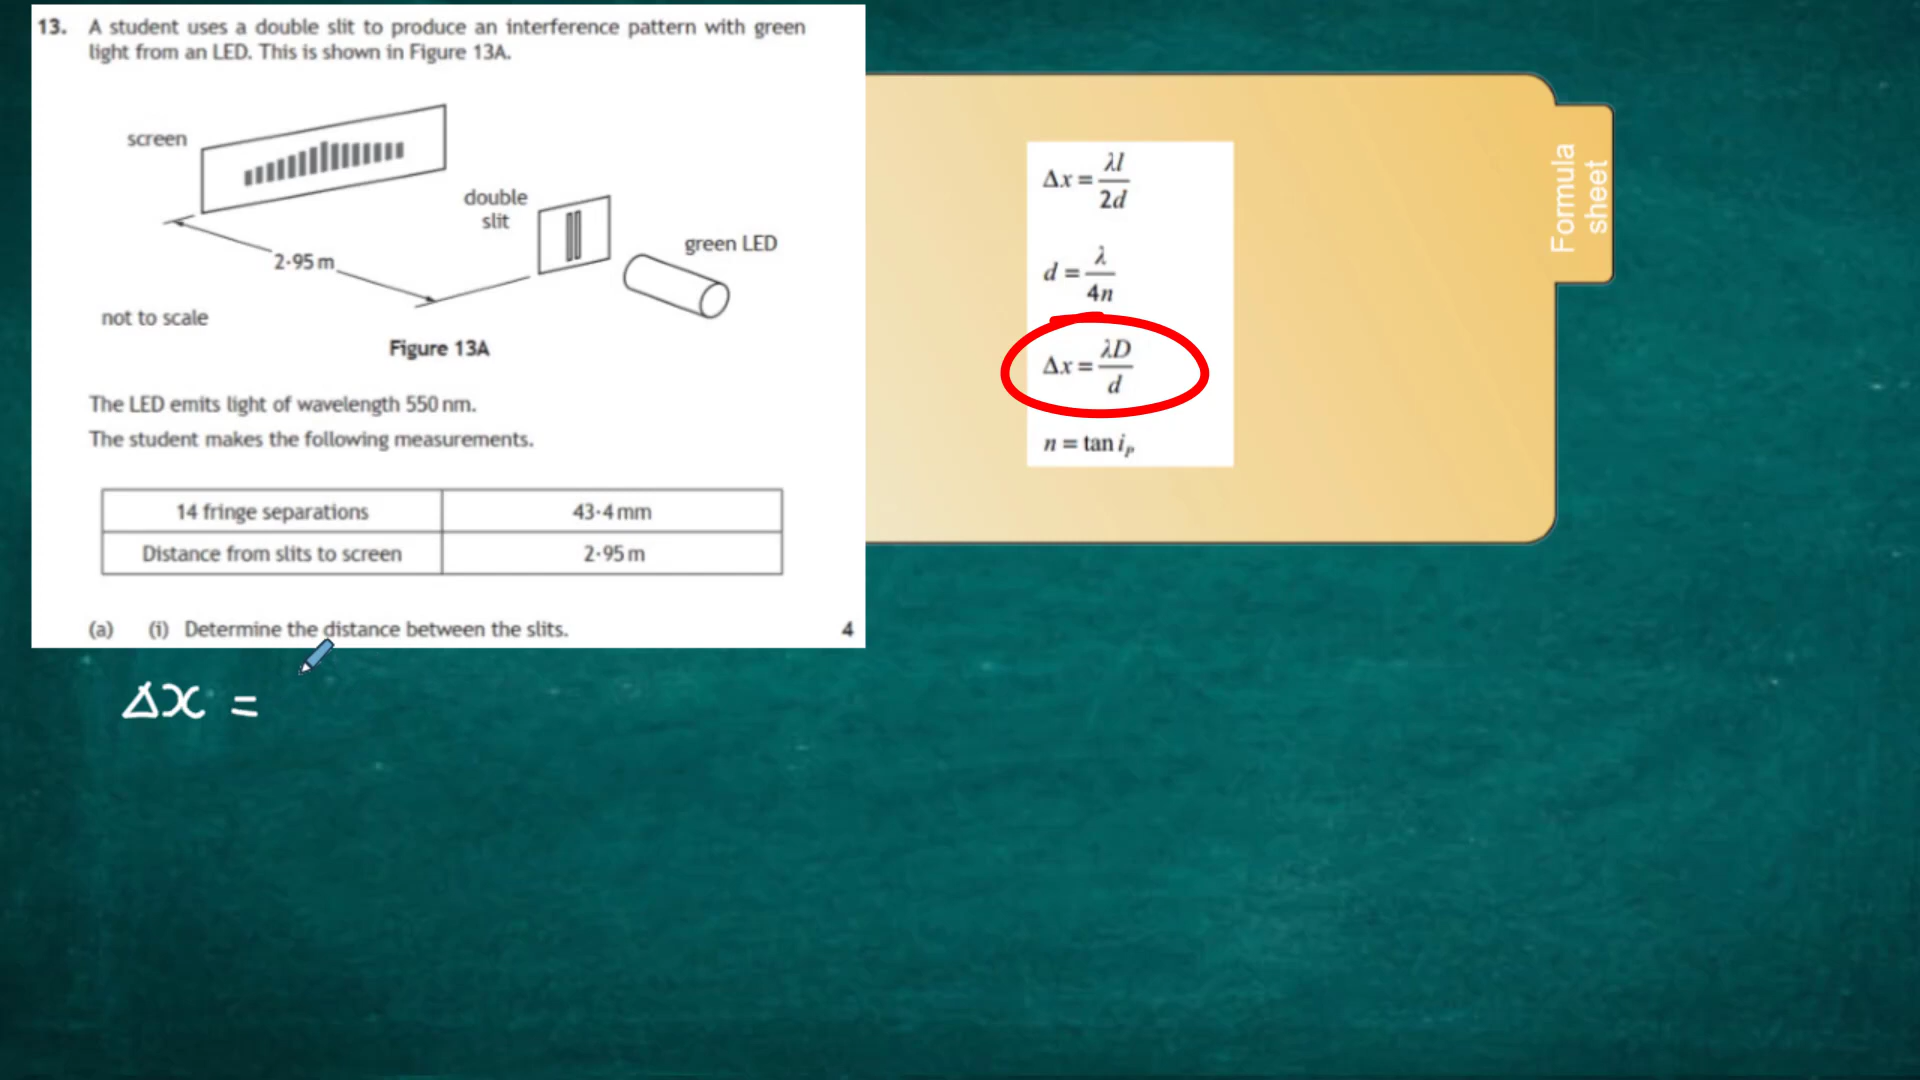 13. A student uses a double slit to produce an interference pattern with green
light from an LED. This is shown in Figure 13A.
screen
double
slit
green LED
2·95 m
not to scale
Figure 13A
The LED emits light of wavelength 550 nm.
The student makes the following measurements.
14 fringe separations 43·4 mm
Distance from slits to screen 2·95 m
(a) (i) Determine the distance between the slits. 4
Δx =
Δx = λl / 2d
d = λ / 4n
Δx = λD / d
n = tan iₚ
Formula
sheet